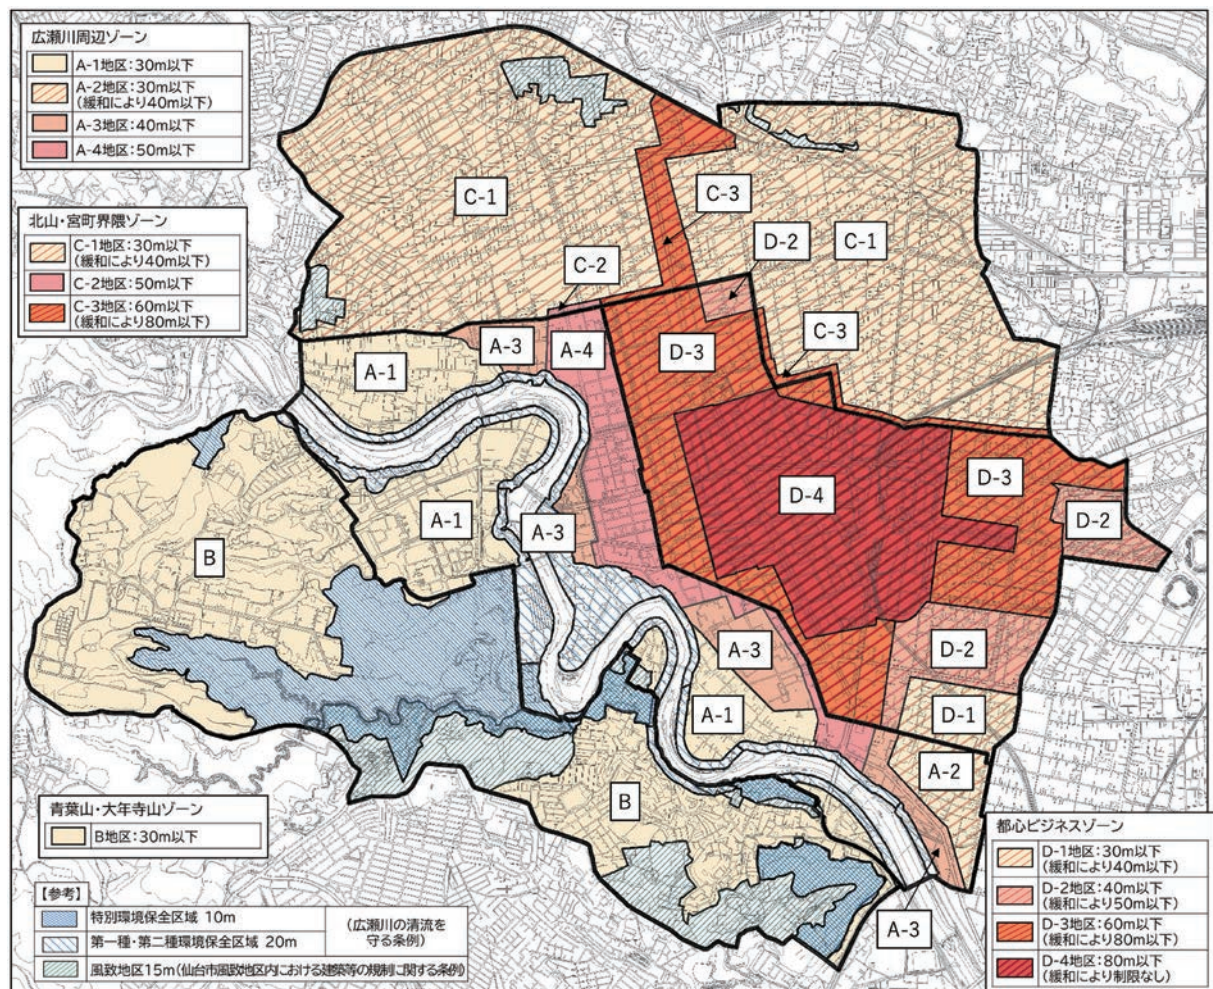 広瀬川周辺ゾーン
A-1地区:30m以下
A-2地区:30m以下
(緩和により40m以下)
A-3地区:40m以下
A-4地区:50m以下
北山・宮町界隈ゾーン
C-1地区:30m以下
(緩和により40m以下)
C-2地区:50m以下
C-3地区:60m以下
(緩和により80m以下)
C-1
C-3
D-2
C-1
C-2
A-3
A-4
D-3
C-3
A-1
D-3
D-4
D-2
A-1
A-3
B
A-3
D-2
A-1
D-1
A-2
B
A-3
青葉山・大年寺山ゾーン
B地区:30m以下
【参考】
特別環境保全区域 10m
第一種・第二種環境保全区域 20m
(広瀬川の清流を
守る条例)
風致地区15m(仙台市風致地区内における建築等の規制に関する条例)
都心ビジネスゾーン
D-1地区:30m以下
(緩和により40m以下)
D-2地区:40m以下
(緩和により50m以下)
D-3地区:60m以下
(緩和により80m以下)
D-4地区:80m以下
(緩和により制限なし)